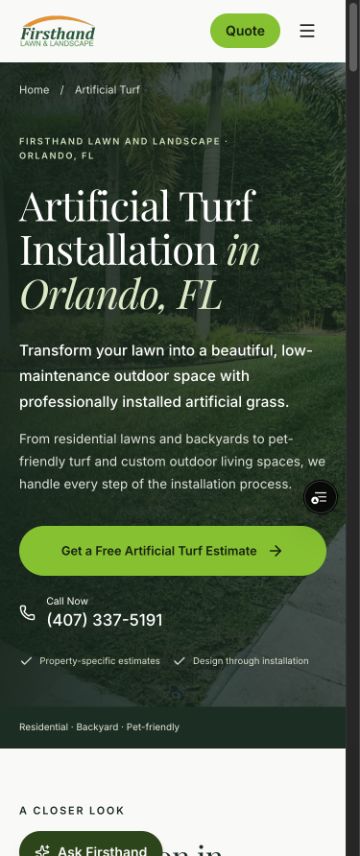 Firsthand
LAWN & LANDSCAPE
Quote
Home / Artificial Turf
FIRSTHAND LAWN AND LANDSCAPE ·
ORLANDO, FL
Artificial Turf
Installation in
Orlando, FL
Transform your lawn into a beautiful, low-
maintenance outdoor space with
professionally installed artificial grass.
From residential lawns and backyards to pet-
friendly turf and custom outdoor living spaces, we
handle every step of the installation process.
Get a Free Artificial Turf Estimate
Call Now
(407) 337-5191
Property-specific estimates Design through installation
Residential · Backyard · Pet-friendly
A CLOSER LOOK
Ask Firsthand
in